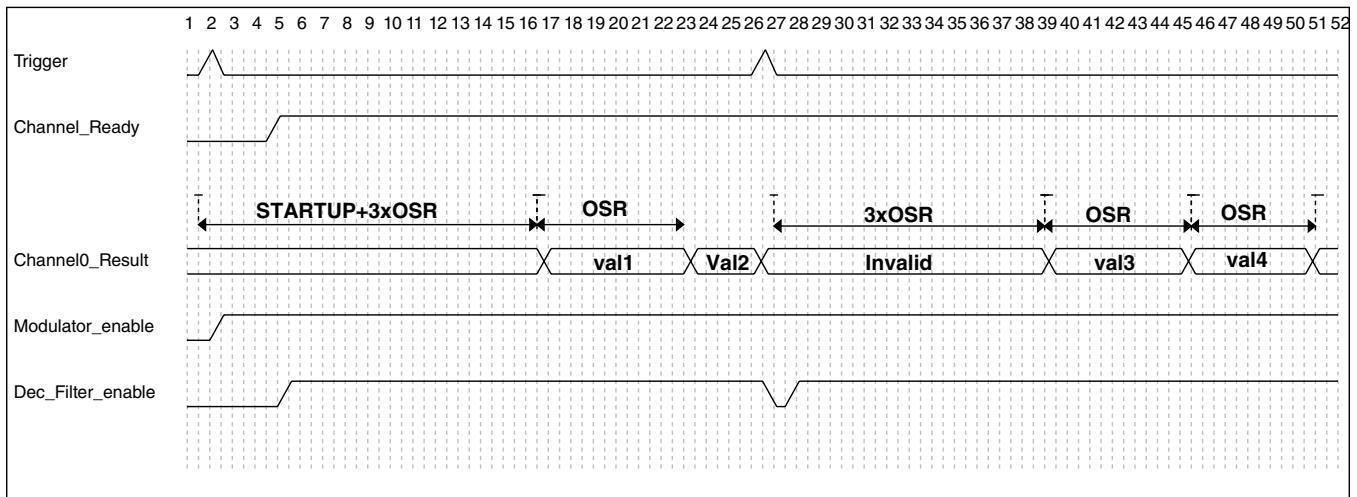 1 2 3 4 5 6 7 8 9 10 11 12 13 14 15 16 17 18 19 20 21 22 23 24 25 26 27 28 29 30 31 32 33 34 35 36 37 38 39 40 41 42 43 44 45 46 47 48 49 50 51 52
Trigger
Channel_Ready
STARTUP+3xOSR OSR 3xOSR OSR OSR
Channel0_Result val1 Val2 Invalid val3 val4
Modulator_enable
Dec_Filter_enable